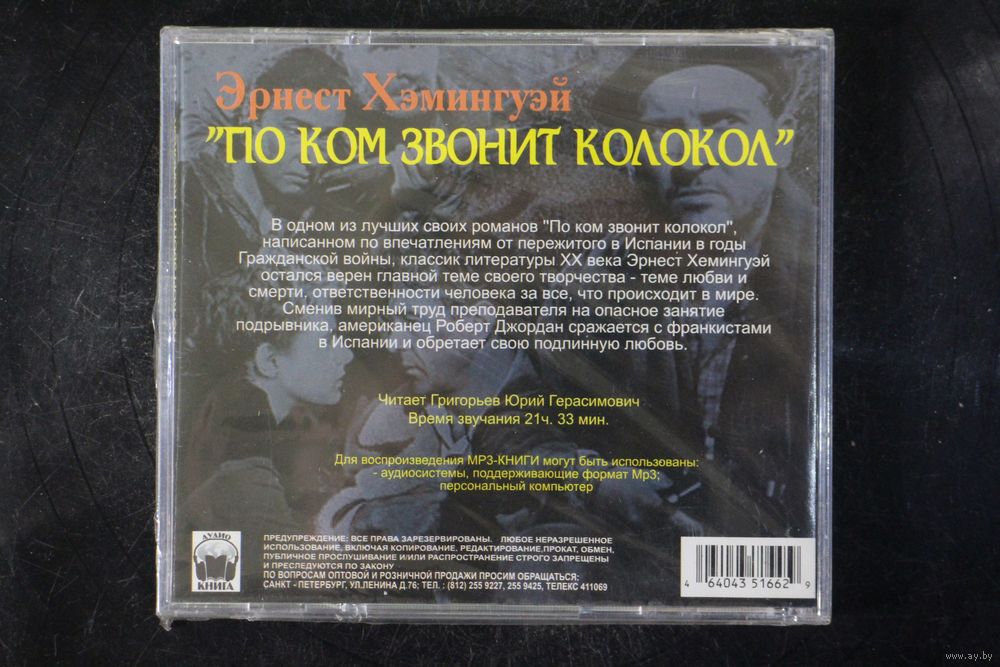 Эрнест Хэмингуэй
"ПО КОМ ЗВОНИТ КОЛОКОЛ"
В одном из лучших своих романов "По ком звонит колокол",
написанном по впечатлениям от пережитого в Испании в годы
Гражданской войны, классик литературы XX века Эрнест Хемингуэй
остался верен главной теме своего творчества - теме любви и
смерти, ответственности человека за все, что происходит в мире.
Сменив мирный труд преподавателя на опасное занятие
подрывника, американец Роберт Джордан сражается с франкистами
в Испании и обретает свою подлинную любовь.
Читает Григорьев Юрий Герасимович
Время звучания 21ч. 33 мин.
Для воспроизведения MP3-КНИГИ могут быть использованы:
- аудиосистемы, поддерживающие формат Mp3;
персональный компьютер
АУДИО
КНИГА
ПРЕДУПРЕЖДЕНИЕ: ВСЕ ПРАВА ЗАРЕЗЕРВИРОВАНЫ. ЛЮБОЕ НЕРАЗРЕШЕННОЕ
ИСПОЛЬЗОВАНИЕ, ВКЛЮЧАЯ КОПИРОВАНИЕ, РЕДАКТИРОВАНИЕ,ПРОКАТ, ОБМЕН,
ПУБЛИЧНОЕ ПРОСЛУШИВАНИЕ И/ИЛИ РАСПРОСТРАНЕНИЕ СТРОГО ЗАПРЕЩЕНЫ
И ПРЕСЛЕДУЮТСЯ ПО ЗАКОНУ
ПО ВОПРОСАМ ОПТОВОЙ И РОЗНИЧНОЙ ПРОДАЖИ ПРОСИМ ОБРАЩАТЬСЯ:
САНКТ - ПЕТЕРБУРГ, УЛ.ЛЕНИНА Д.76; ТЕЛ. : (812) 255 9227, 255 9425, ТЕЛЕКС 411069
4 64043 51662 9
www.ay.by